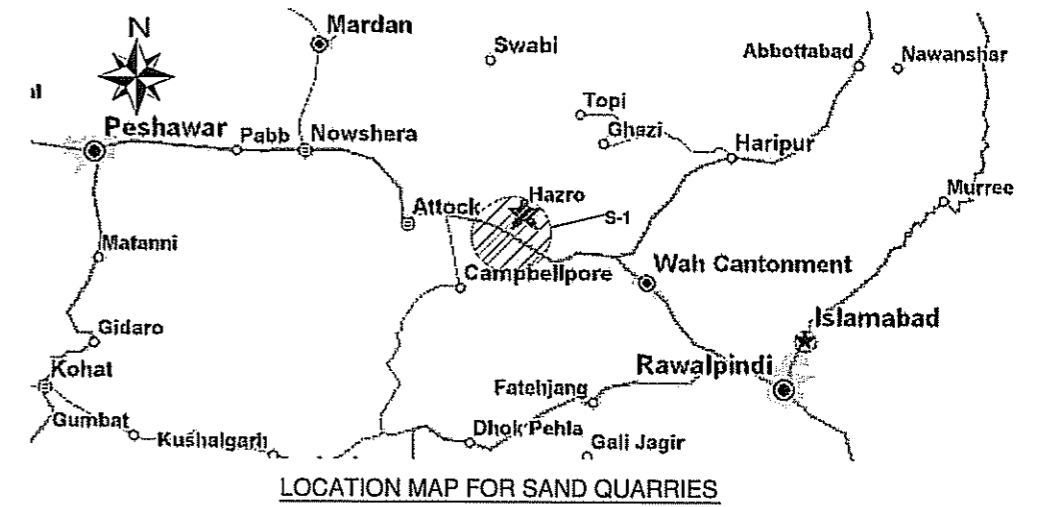 N
Mardan
Swabi
Abbottabad
Nawanshar
al
Topi
Peshawar
Pabb
Nowshera
Ghazi
Haripur
Hazro
Murree
Attock
S-1
Matanni
Campbellpore
Wah Cantonment
Gidaro
Islamabad
Kohat
Rawalpindi
Fatehjang
Gumbat
Kushalgarh
Dhok Pehla
Gali Jagir
LOCATION MAP FOR SAND QUARRIES